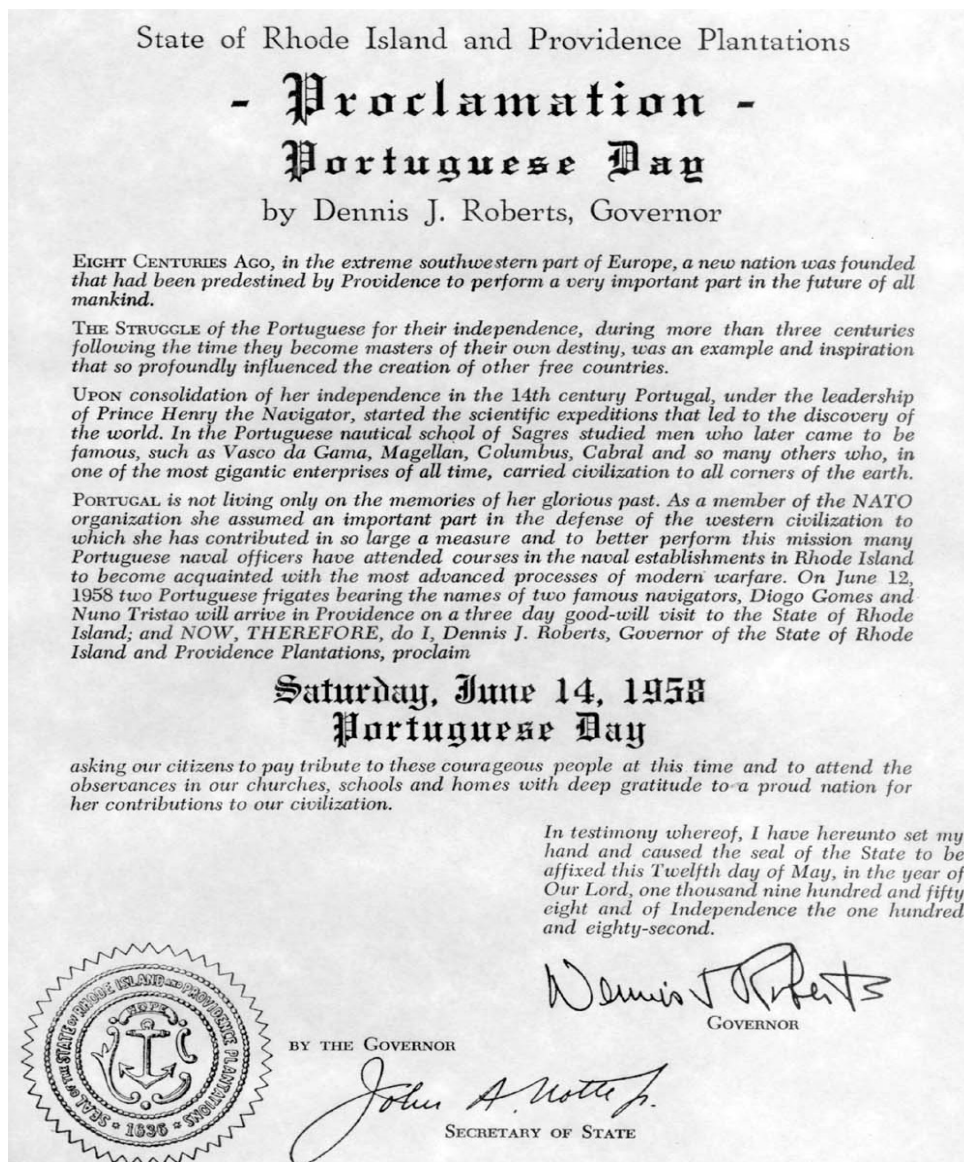 State of Rhode Island and Providence Plantations
- Proclamation -
Portuguese Day
by Dennis J. Roberts, Governor
EIGHT CENTURIES AGO, in the extreme southwestern part of Europe, a new nation was founded
that had been predestined by Providence to perform a very important part in the future of all
mankind.
THE STRUGGLE of the Portuguese for their independence, during more than three centuries
following the time they become masters of their own destiny, was an example and inspiration
that so profoundly influenced the creation of other free countries.
UPON consolidation of her independence in the 14th century Portugal, under the leadership
of Prince Henry the Navigator, started the scientific expeditions that led to the discovery of
the world. In the Portuguese nautical school of Sagres studied men who later came to be
famous, such as Vasco da Gama, Magellan, Columbus, Cabral and so many others who, in
one of the most gigantic enterprises of all time, carried civilization to all corners of the earth.
PORTUGAL is not living only on the memories of her glorious past. As a member of the NATO
organization she assumed an important part in the defense of the western civilization to
which she has contributed in so large a measure and to better perform this mission many
Portuguese naval officers have attended courses in the naval establishments in Rhode Island
to become acquainted with the most advanced processes of modern warfare. On June 12,
1958 two Portuguese frigates bearing the names of two famous navigators, Diogo Gomes and
Nuno Tristao will arrive in Providence on a three day good-will visit to the State of Rhode
Island; and NOW, THEREFORE, do I, Dennis J. Roberts, Governor of the State of Rhode
Island and Providence Plantations, proclaim
Saturday, June 14, 1958
Portuguese Day
asking our citizens to pay tribute to these courageous people at this time and to attend the
observances in our churches, schools and homes with deep gratitude to a proud nation for
her contributions to our civilization.
In testimony whereof, I have hereunto set my
hand and caused the seal of the State to be
affixed this Twelfth day of May, in the year of
Our Lord, one thousand nine hundred and fifty
eight and of Independence the one hundred
and eighty-second.
Dennis J Roberts
GOVERNOR
BY THE GOVERNOR
John A. Notte Jr.
SECRETARY OF STATE
SEAL OF THE STATE OF RHODE ISLAND AND PROVIDENCE PLANTATIONS
HOPE
* 1636 *